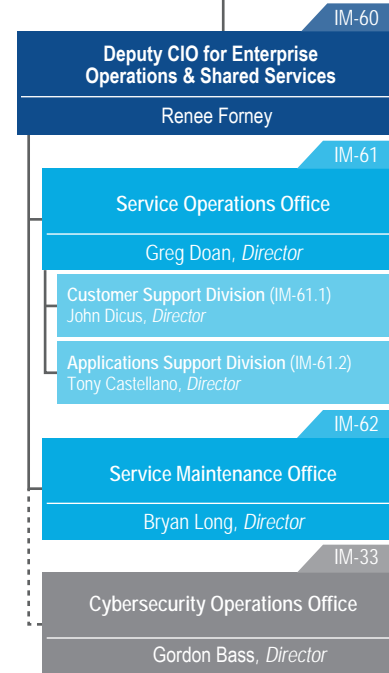 IM-60
Deputy CIO for Enterprise
Operations & Shared Services
Renee Forney
IM-61
Service Operations Office
Greg Doan, Director
Customer Support Division (IM-61.1)
John Dicus, Director
Applications Support Division (IM-61.2)
Tony Castellano, Director
IM-62
Service Maintenance Office
Bryan Long, Director
IM-33
Cybersecurity Operations Office
Gordon Bass, Director